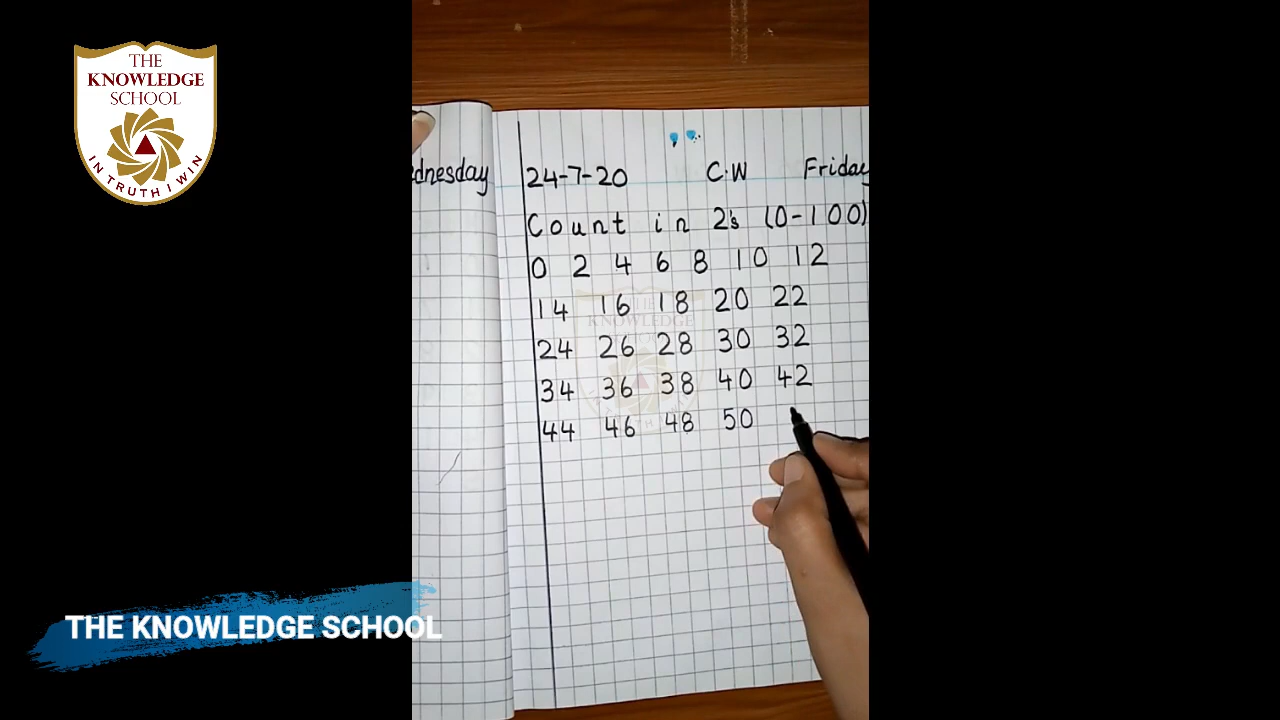 THE
KNOWLEDGE
SCHOOL
IN TRUTH I WIN
dnesday
24-7-20 C.W Friday
Count in 2's (0-100)
0 2 4 6 8 10 12
14 16 18 20 22
24 26 28 30 32
34 36 38 40 42
44 46 48 50
THE
KNOWLEDGE
THE KNOWLEDGE SCHOOL